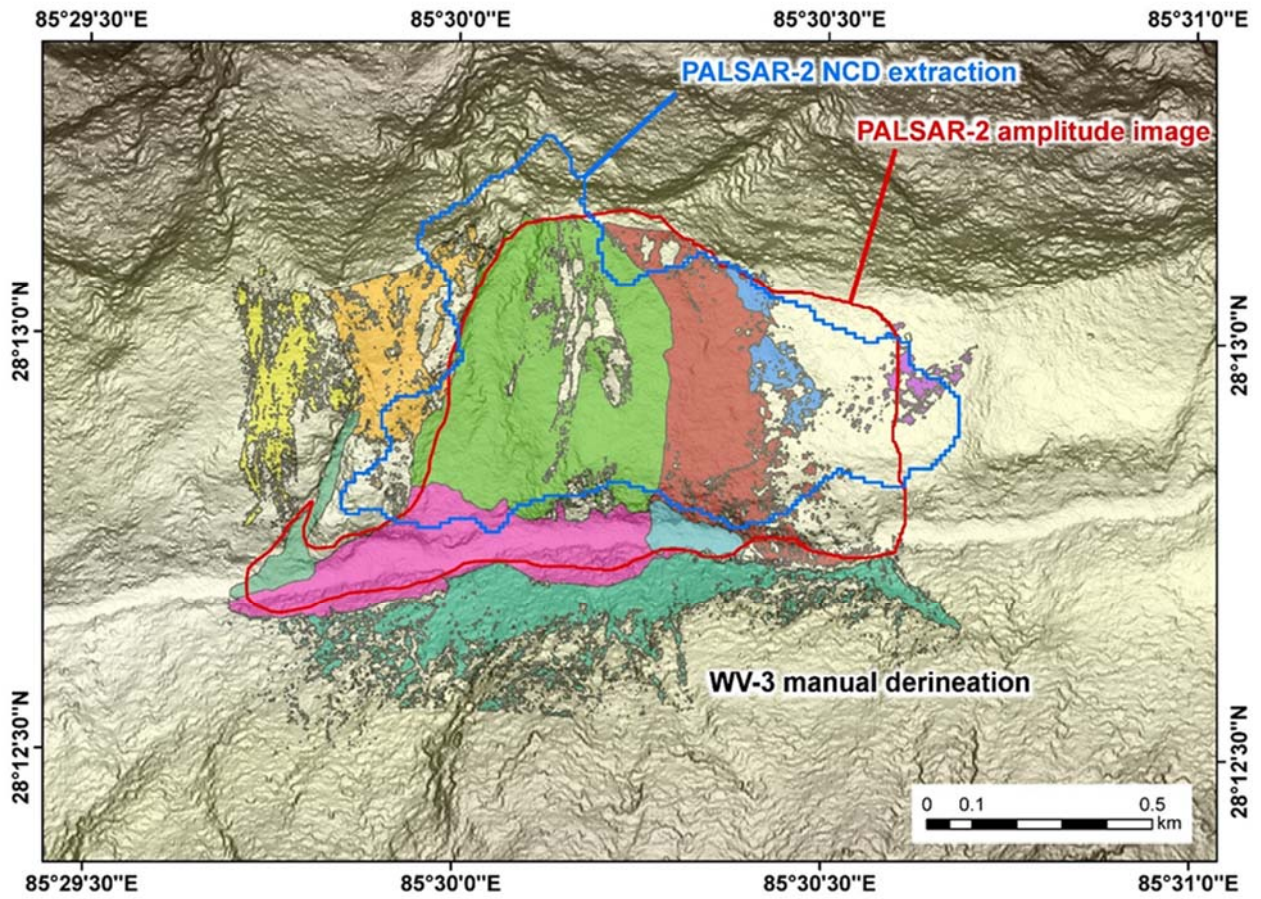 85°29'30"E 85°30'0"E 85°30'30"E 85°31'0"E
PALSAR-2 NCD extraction
PALSAR-2 amplitude image
28°13'0"N 28°13'0"N
WV-3 manual derineation
28°12'30"N 28°12'30"N
0 0.1 0.5
km
85°29'30"E 85°30'0"E 85°30'30"E 85°31'0"E